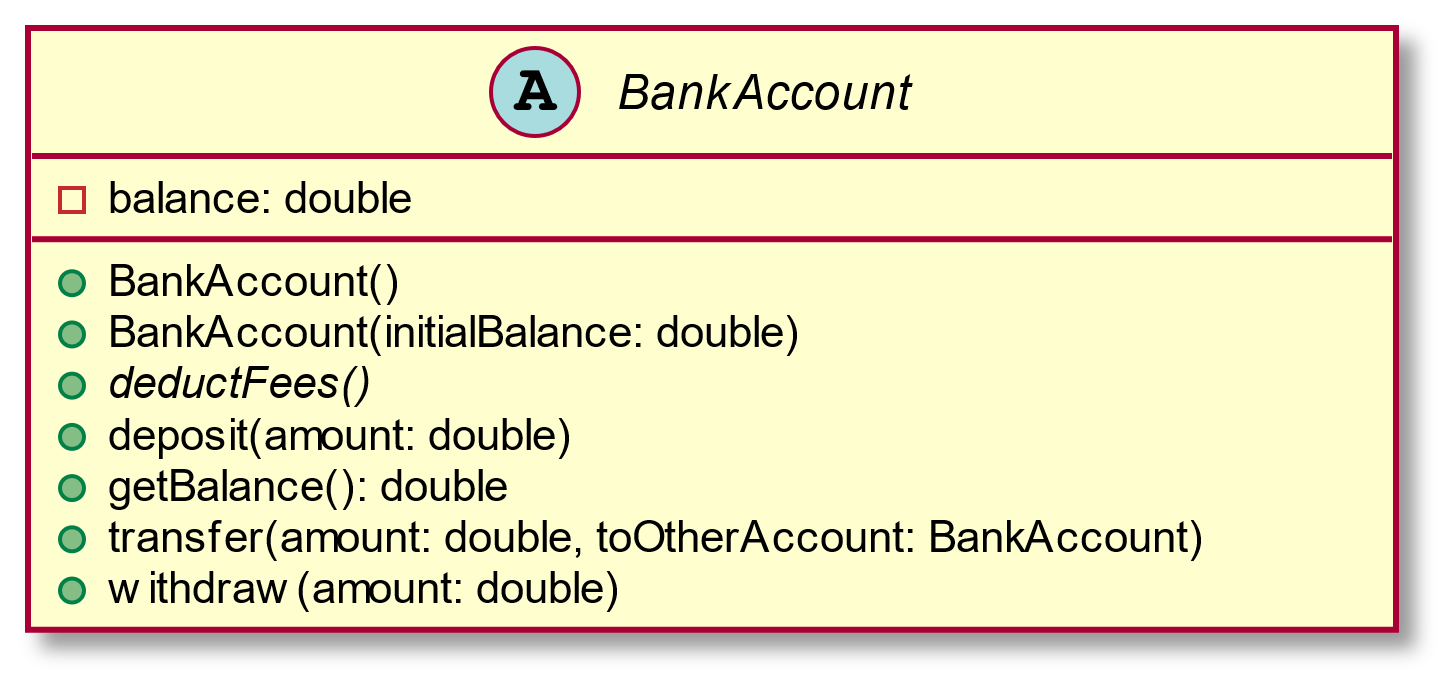 A BankAccount
balance: double
BankAccount()
BankAccount(initialBalance: double)
deductFees()
deposit(amount: double)
getBalance(): double
transfer(amount: double, toOtherAccount: BankAccount)
withdraw(amount: double)